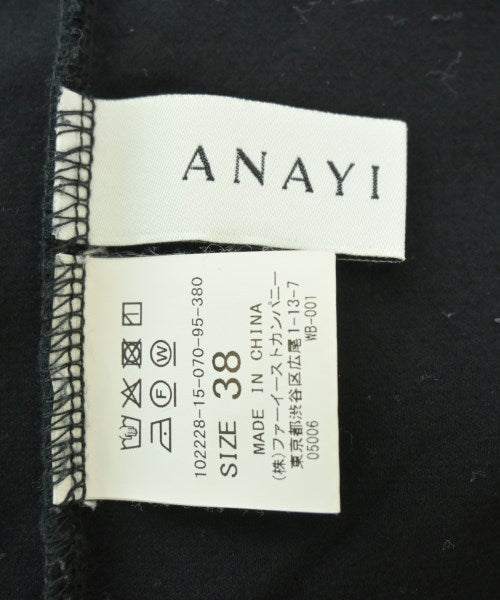 ANAYI
F W
102228-15-070-95-380
SIZE 38
MADE IN CHINA
(株)ファーイーストカンパニー
東京都渋谷区広尾1-13-7
05006 WB-001